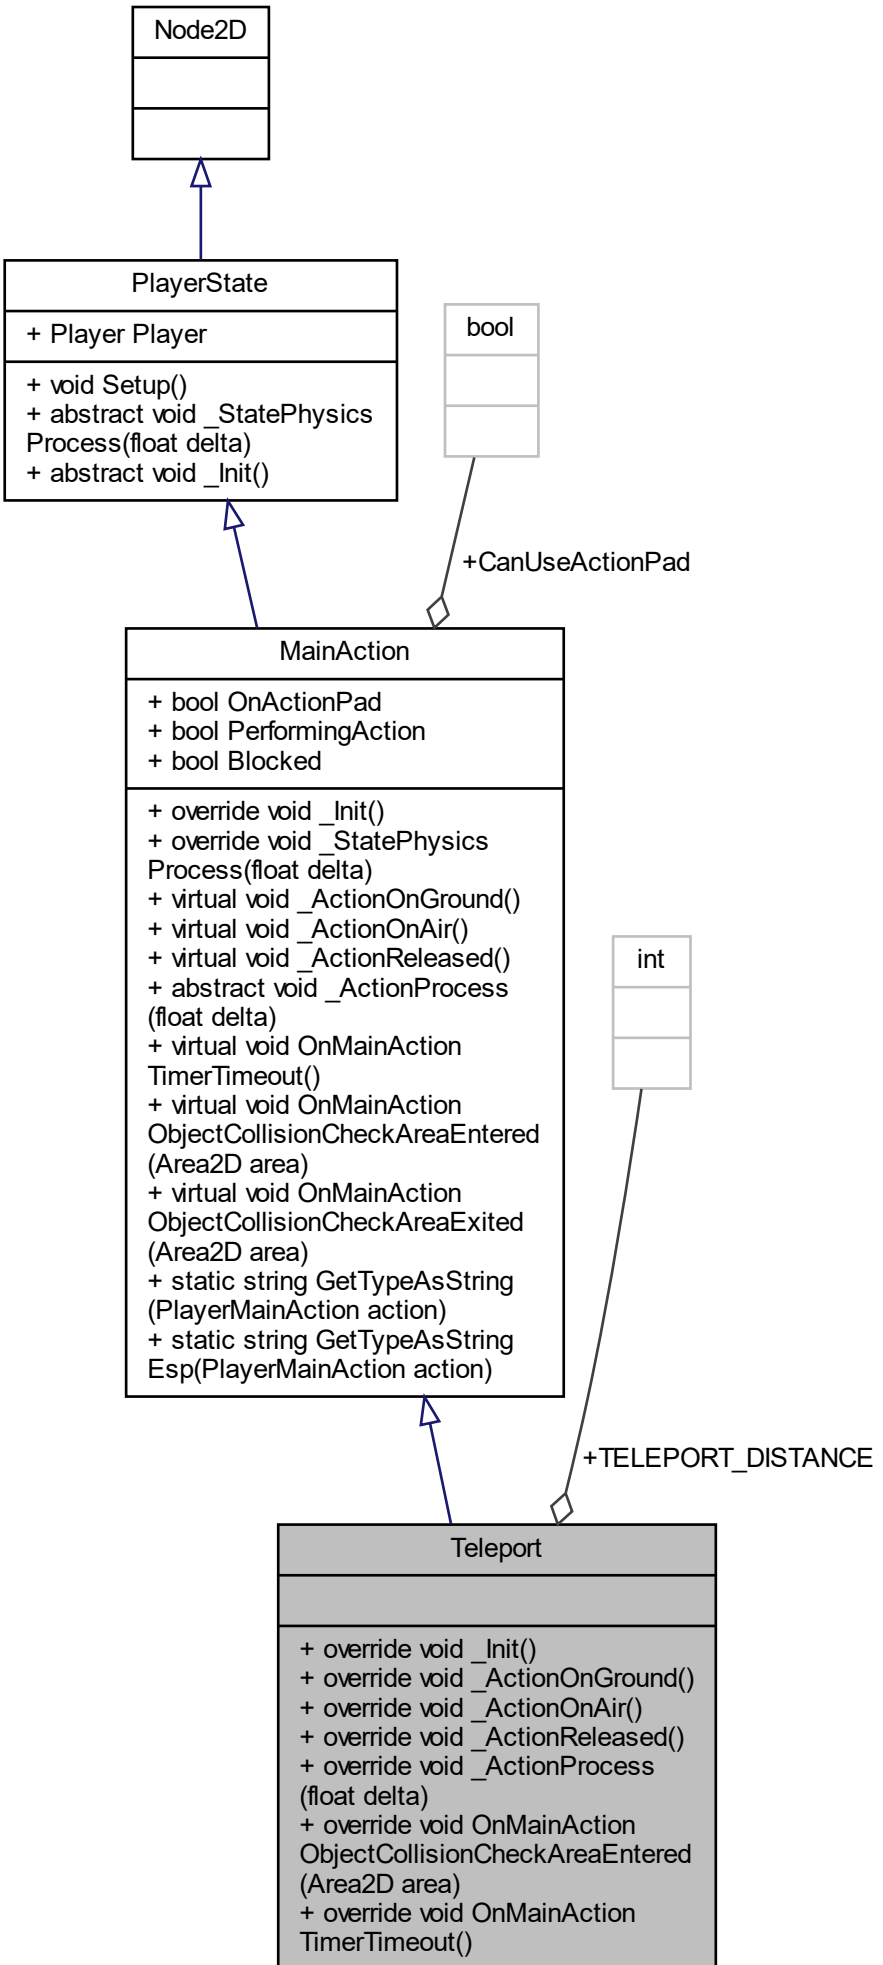 Node2D
PlayerState
+ Player Player
+ void Setup()
+ abstract void _StatePhysics
Process(float delta)
+ abstract void _Init()
bool
+CanUseActionPad
MainAction
+ bool OnActionPad
+ bool PerformingAction
+ bool Blocked
+ override void _Init()
+ override void _StatePhysics
Process(float delta)
+ virtual void _ActionOnGround()
+ virtual void _ActionOnAir()
+ virtual void _ActionReleased()
+ abstract void _ActionProcess
(float delta)
+ virtual void OnMainAction
TimerTimeout()
+ virtual void OnMainAction
ObjectCollisionCheckAreaEntered
(Area2D area)
+ virtual void OnMainAction
ObjectCollisionCheckAreaExited
(Area2D area)
+ static string GetTypeAsString
(PlayerMainAction action)
+ static string GetTypeAsString
Esp(PlayerMainAction action)
int
+TELEPORT_DISTANCE
Teleport
+ override void _Init()
+ override void _ActionOnGround()
+ override void _ActionOnAir()
+ override void _ActionReleased()
+ override void _ActionProcess
(float delta)
+ override void OnMainAction
ObjectCollisionCheckAreaEntered
(Area2D area)
+ override void OnMainAction
TimerTimeout()